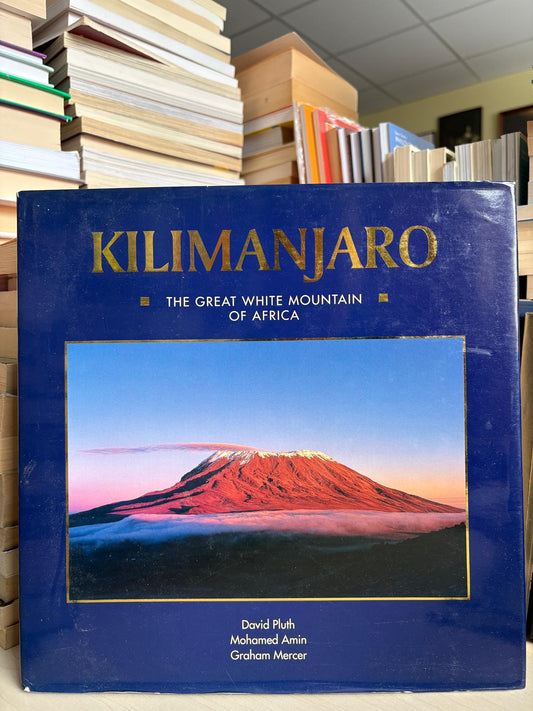 KILIMANJARO
THE GREAT WHITE MOUNTAIN
OF AFRICA
David Pluth
Mohamed Amin
Graham Mercer